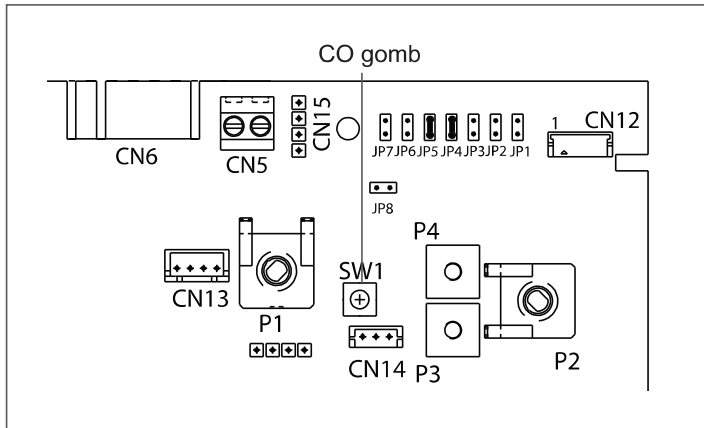 CO gomb
CN6
CN5
CN15
JP7 JP6 JP5 JP4 JP3 JP2 JP1
1
CN12
JP8
CN13
P1
SW1
CN14
P4
P3
P2